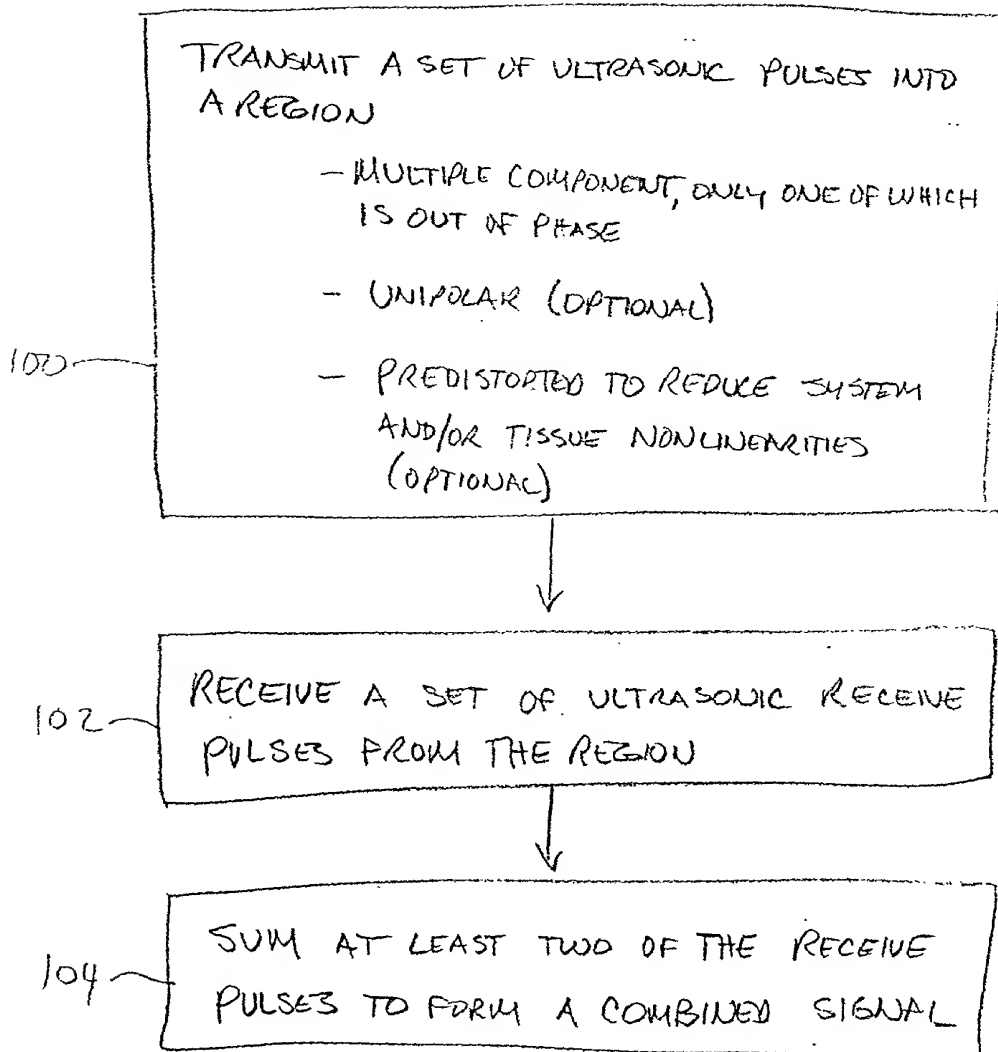 TRANSMIT A SET OF ULTRASONIC PULSES INTO
A REGION
- MULTIPLE COMPONENT, ONLY ONE OF WHICH
IS OUT OF PHASE
- UNIPOLAR (OPTIONAL)
100
- PREDISTORTED TO REDUCE SYSTEM
AND/OR TISSUE NONLINEARITIES
(OPTIONAL)
102
RECEIVE A SET OF ULTRASONIC RECEIVE
PULSES FROM THE REGION
104
SUM AT LEAST TWO OF THE RECEIVE
PULSES TO FORM A COMBINED SIGNAL